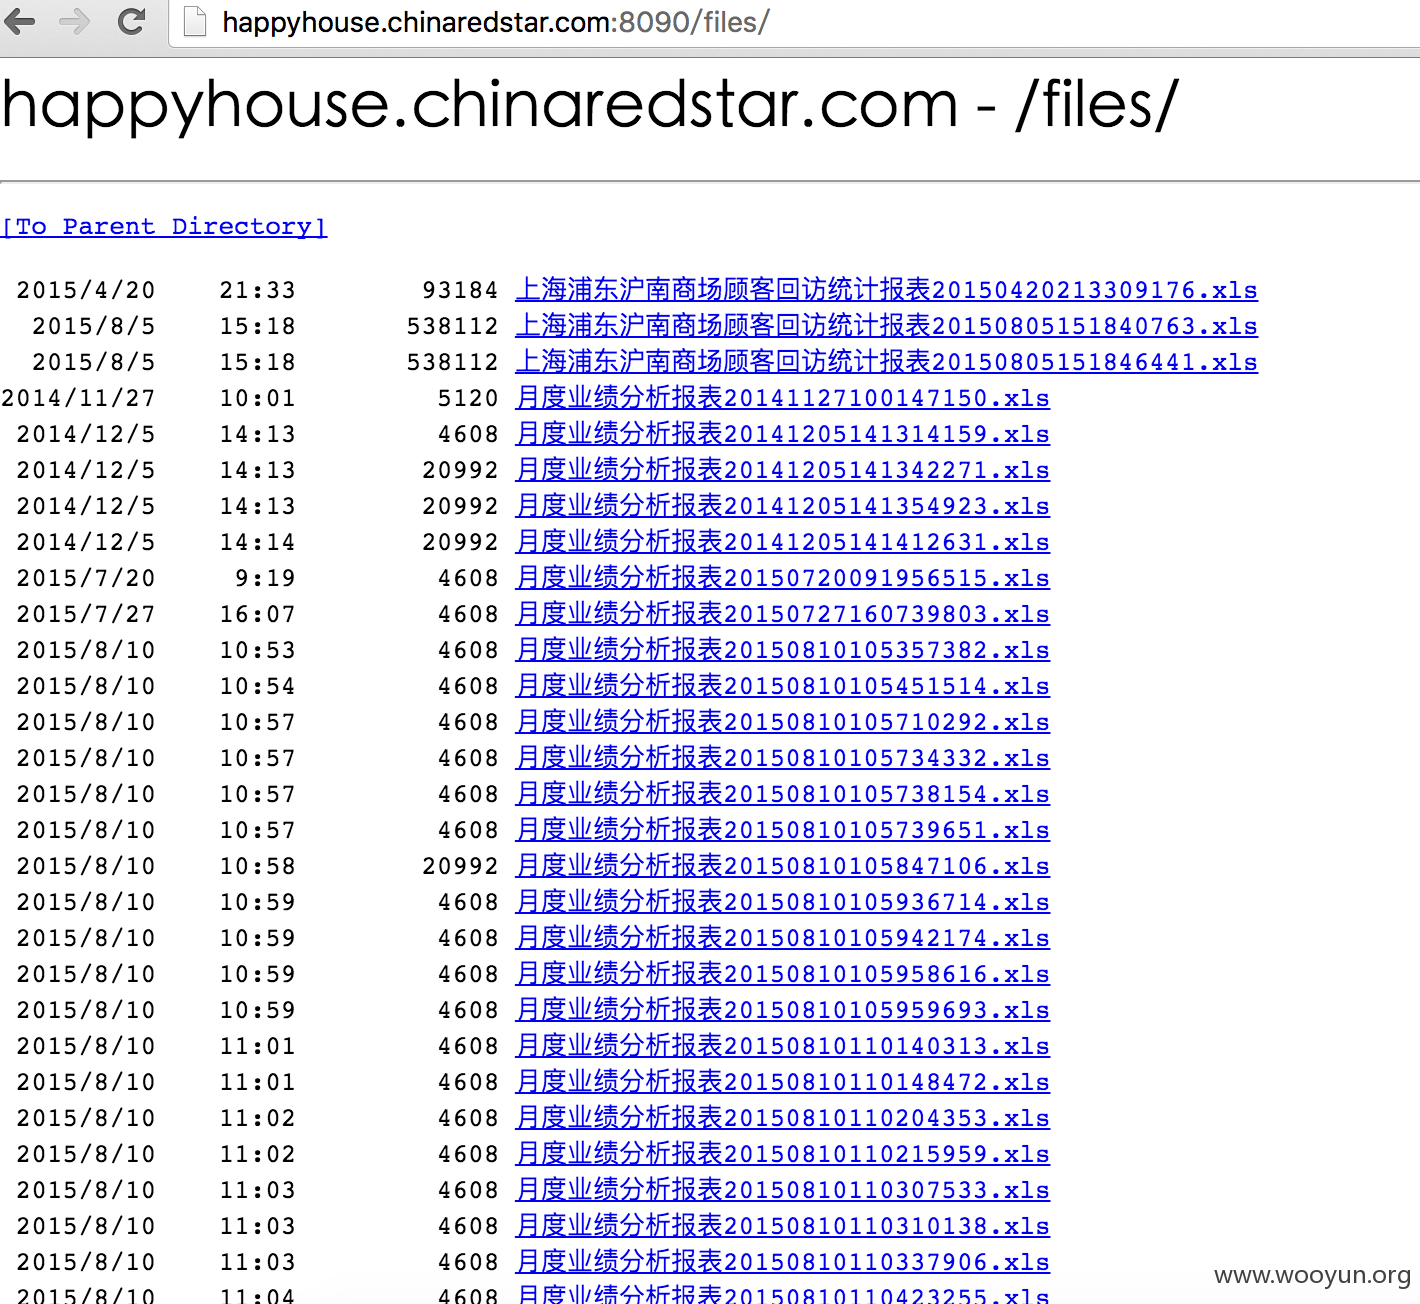 happyhouse.chinaredstar.com:8090/files/
happyhouse.chinaredstar.com - /files/
[To Parent Directory]
2015/4/20 21:33 93184 上海浦东沪南商场顾客回访统计报表20150420213309176.xls
2015/8/5 15:18 538112 上海浦东沪南商场顾客回访统计报表20150805151840763.xls
2015/8/5 15:18 538112 上海浦东沪南商场顾客回访统计报表20150805151846441.xls
2014/11/27 10:01 5120 月度业绩分析报表20141127100147150.xls
2014/12/5 14:13 4608 月度业绩分析报表20141205141314159.xls
2014/12/5 14:13 20992 月度业绩分析报表20141205141342271.xls
2014/12/5 14:13 20992 月度业绩分析报表20141205141354923.xls
2014/12/5 14:14 20992 月度业绩分析报表20141205141412631.xls
2015/7/20 9:19 4608 月度业绩分析报表20150720091956515.xls
2015/7/27 16:07 4608 月度业绩分析报表20150727160739803.xls
2015/8/10 10:53 4608 月度业绩分析报表20150810105357382.xls
2015/8/10 10:54 4608 月度业绩分析报表20150810105451514.xls
2015/8/10 10:57 4608 月度业绩分析报表20150810105710292.xls
2015/8/10 10:57 4608 月度业绩分析报表20150810105734332.xls
2015/8/10 10:57 4608 月度业绩分析报表20150810105738154.xls
2015/8/10 10:57 4608 月度业绩分析报表20150810105739651.xls
2015/8/10 10:58 20992 月度业绩分析报表20150810105847106.xls
2015/8/10 10:59 4608 月度业绩分析报表20150810105936714.xls
2015/8/10 10:59 4608 月度业绩分析报表20150810105942174.xls
2015/8/10 10:59 4608 月度业绩分析报表20150810105958616.xls
2015/8/10 10:59 4608 月度业绩分析报表20150810105959693.xls
2015/8/10 11:01 4608 月度业绩分析报表20150810110140313.xls
2015/8/10 11:01 4608 月度业绩分析报表20150810110148472.xls
2015/8/10 11:02 4608 月度业绩分析报表20150810110204353.xls
2015/8/10 11:02 4608 月度业绩分析报表20150810110215959.xls
2015/8/10 11:03 4608 月度业绩分析报表20150810110307533.xls
2015/8/10 11:03 4608 月度业绩分析报表20150810110310138.xls
2015/8/10 11:03 4608 月度业绩分析报表20150810110337906.xls
2015/8/10 11:04 4608 月度业绩分析报表20150810110423255.xls
www.wooyun.org